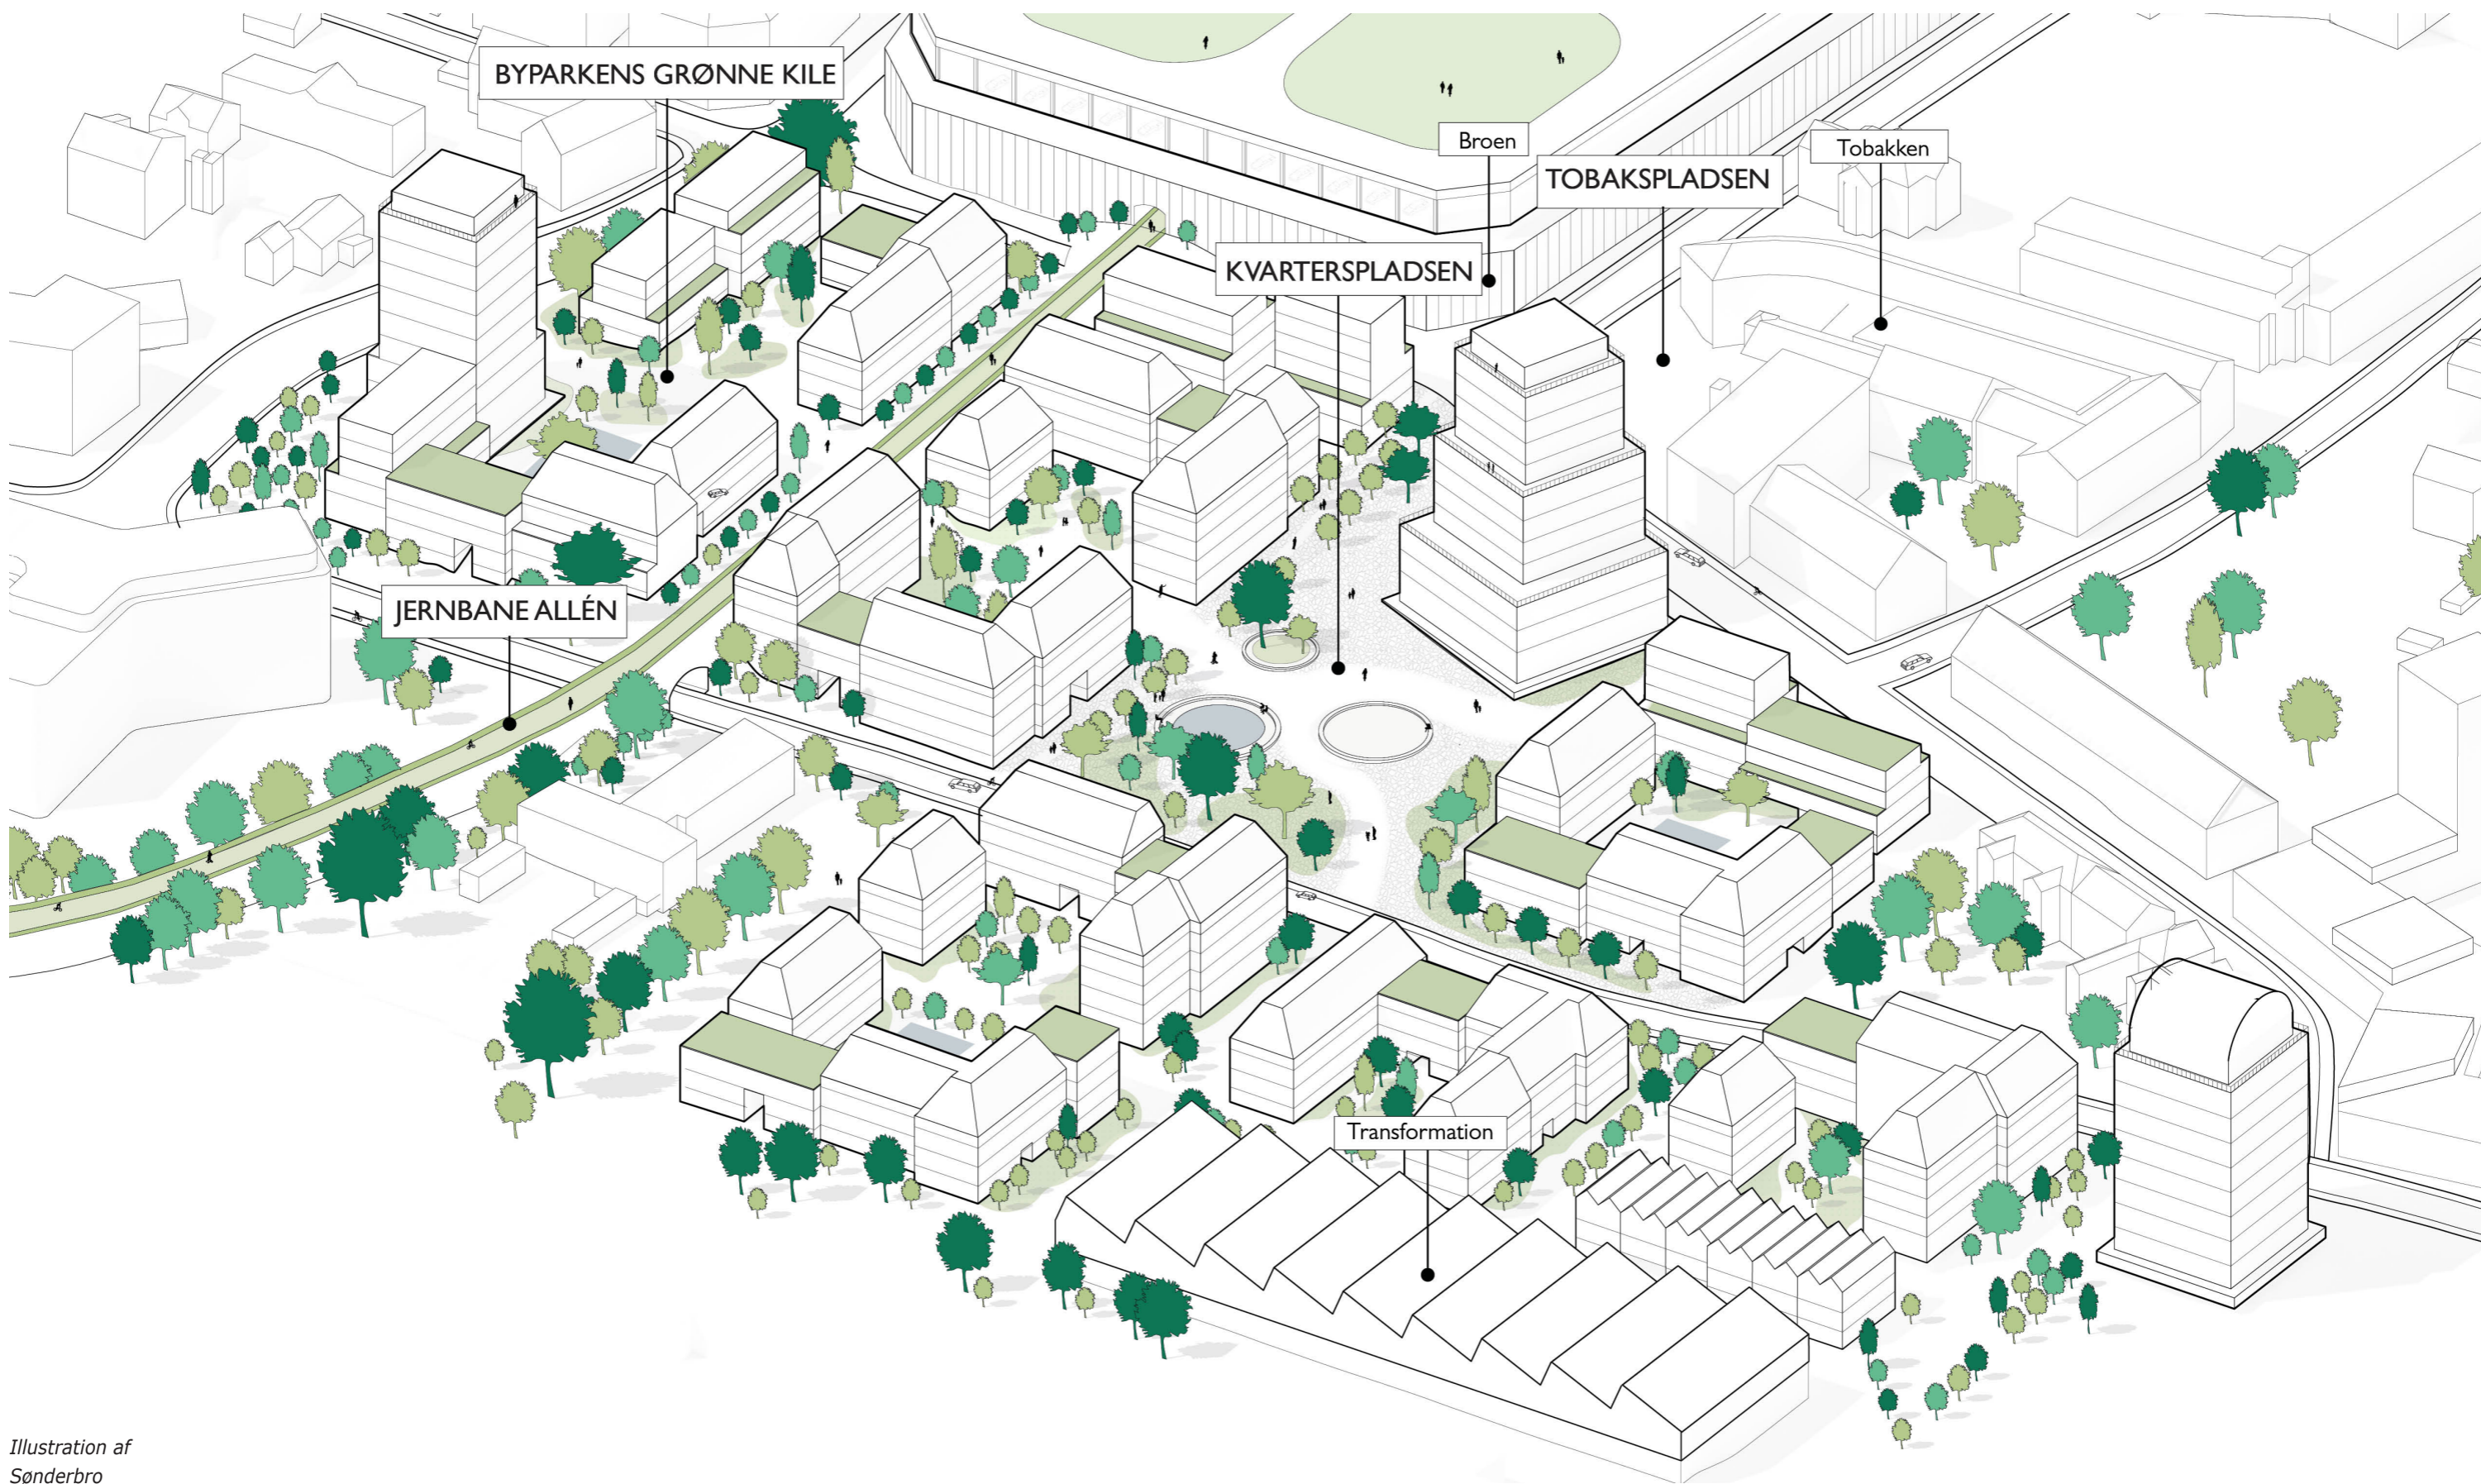 BYPARKENS GRØNNE KILE
Broen
Tobakken
TOBAKSPLADSEN
KVARTERSPLADSEN
JERNBANE ALLÉN
Transformation
Illustration af
Sønderbro